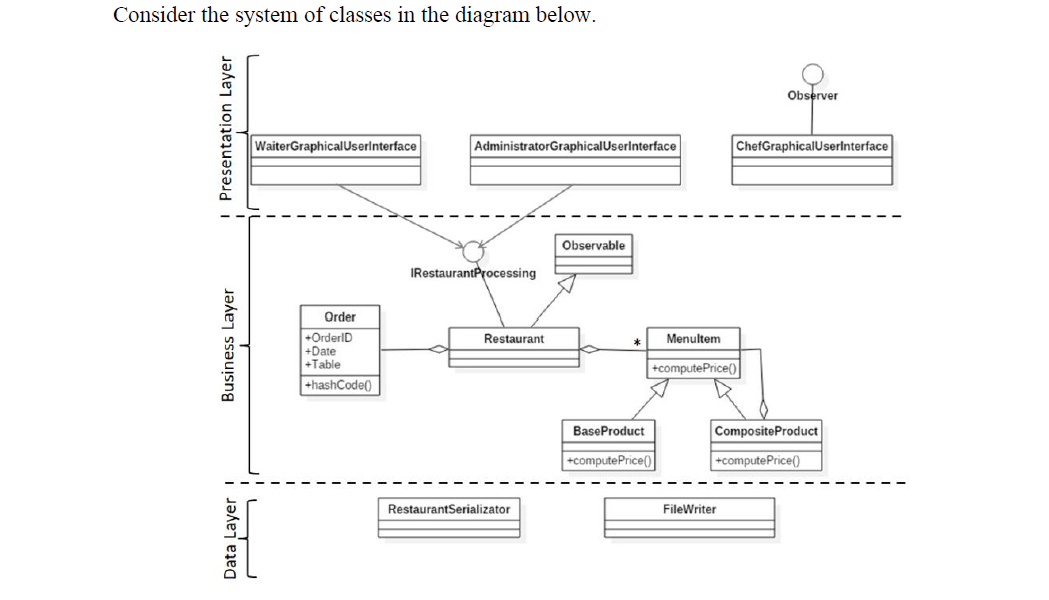 Consider the system of classes in the diagram below.
Presentation Layer
Observer
WaiterGraphicalUserInterface
AdministratorGraphicalUserInterface
ChefGraphicalUserInterface
Business Layer
Observable
IRestaurantProcessing
Order
+OrderID
+Date
+Table
+hashCode()
Restaurant
*
MenuItem
+computePrice()
BaseProduct
+computePrice()
CompositeProduct
+computePrice()
Data Layer
RestaurantSerializator
FileWriter